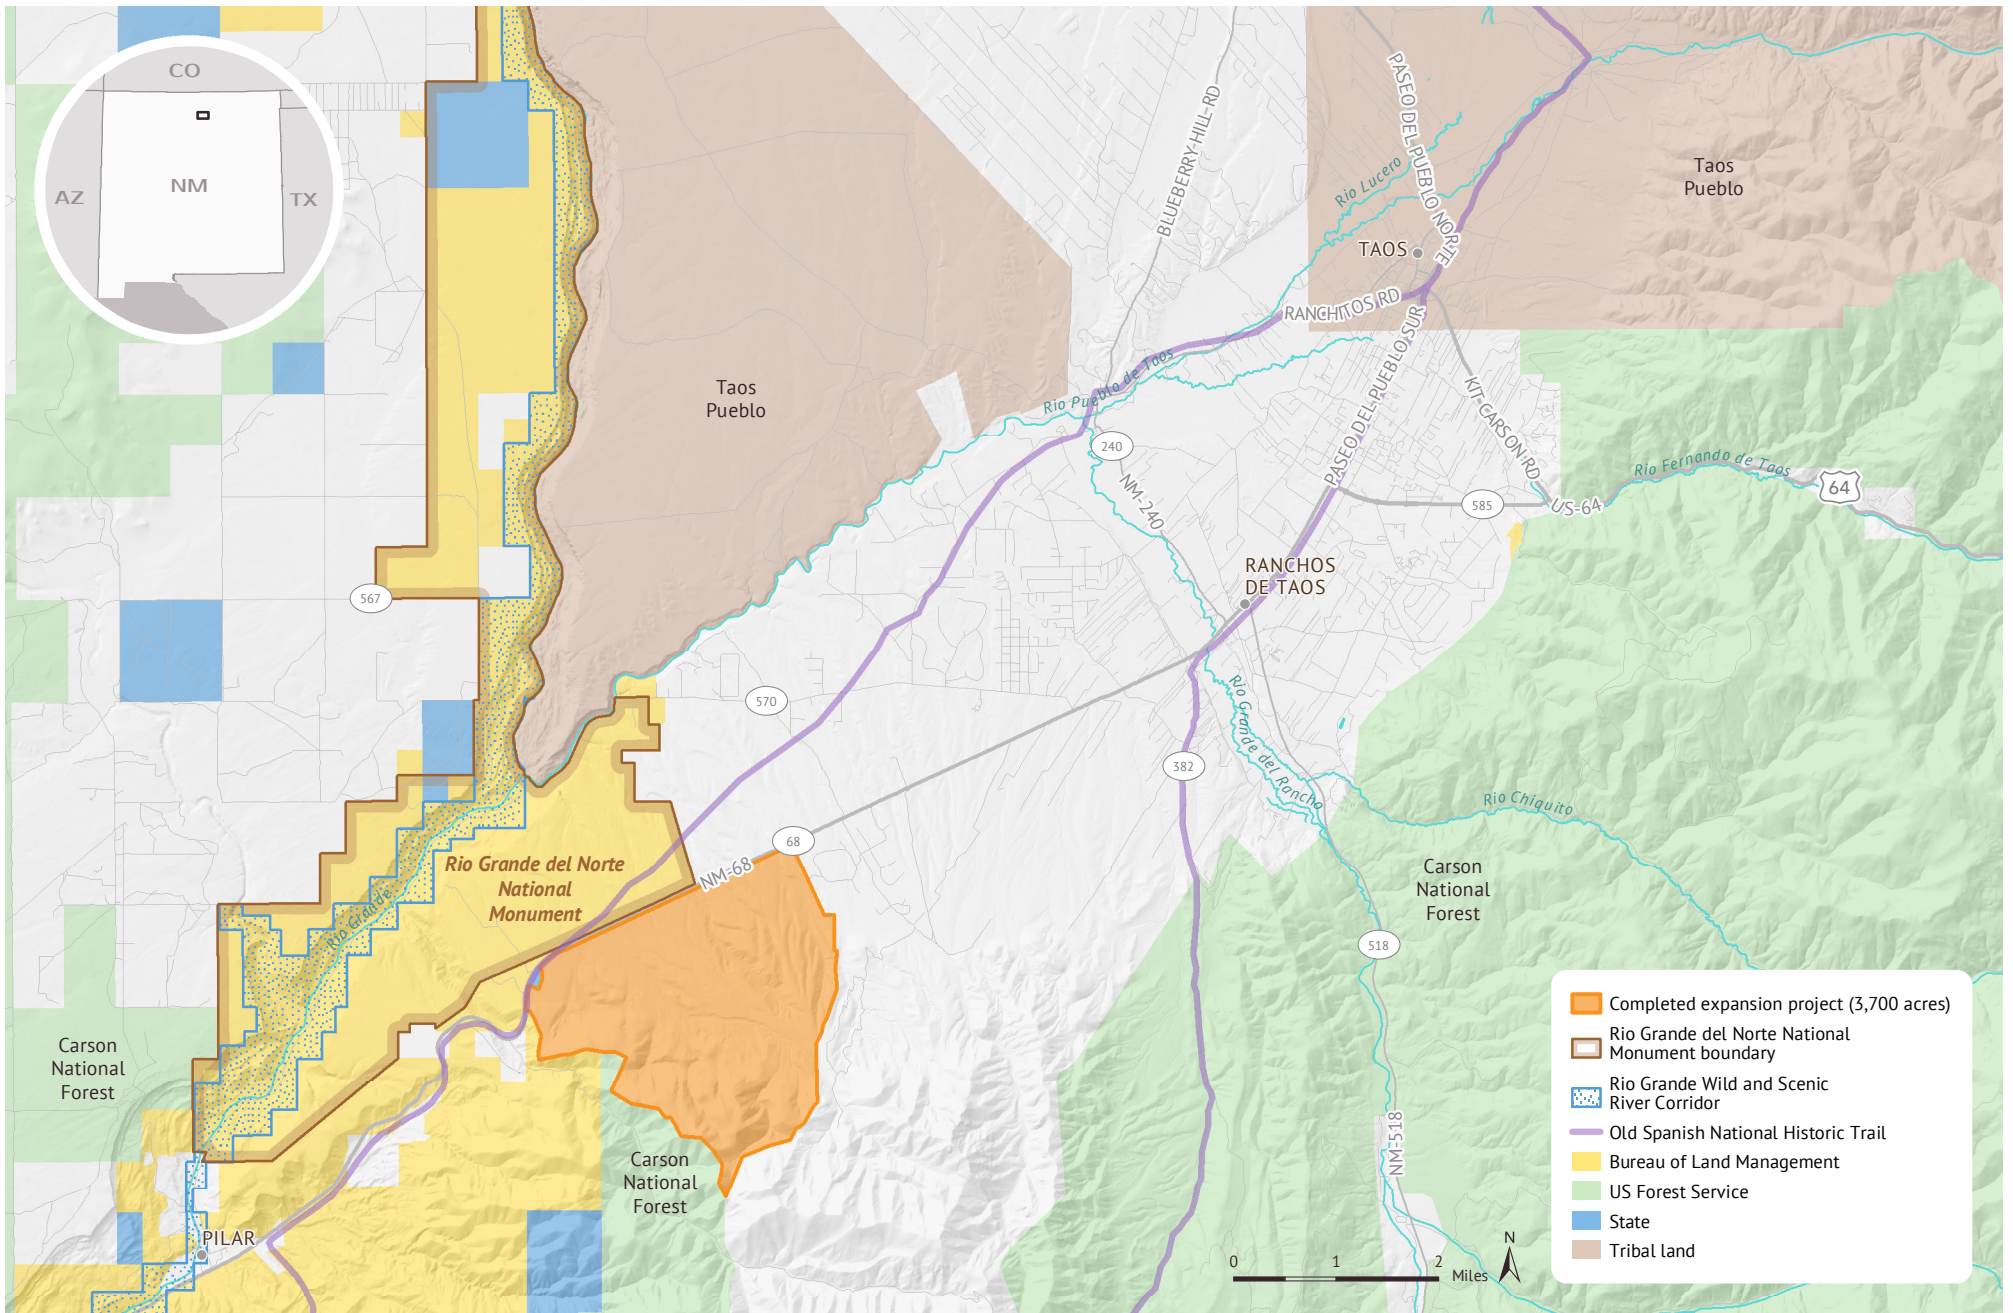 CO
AZ
NM
TX
BLUEBERRY HILL RD
PASEO DEL PUEBLO NORTE
Rio Lucero
Taos
Pueblo
TAOS
RANCHITOS RD
Rio Pueblo de Taos
Taos
Pueblo
PASEO DEL PUEBLO SUR
KIT CARSON RD
240
NM-240
585
US-64
Rio Fernando de Taos
64
RANCHOS
DE TAOS
567
570
382
Rio Grande del Rancho
Rio Chiquito
68
NM-68
Rio Grande del Norte
National
Monument
Rio Grande
Carson
National
Forest
518
Carson
National
Forest
Carson
National
Forest
NM-518
PILAR
Completed expansion project (3,700 acres)
Rio Grande del Norte National
Monument boundary
Rio Grande Wild and Scenic
River Corridor
Old Spanish National Historic Trail
Bureau of Land Management
US Forest Service
State
Tribal land
0 1 2
Miles
N